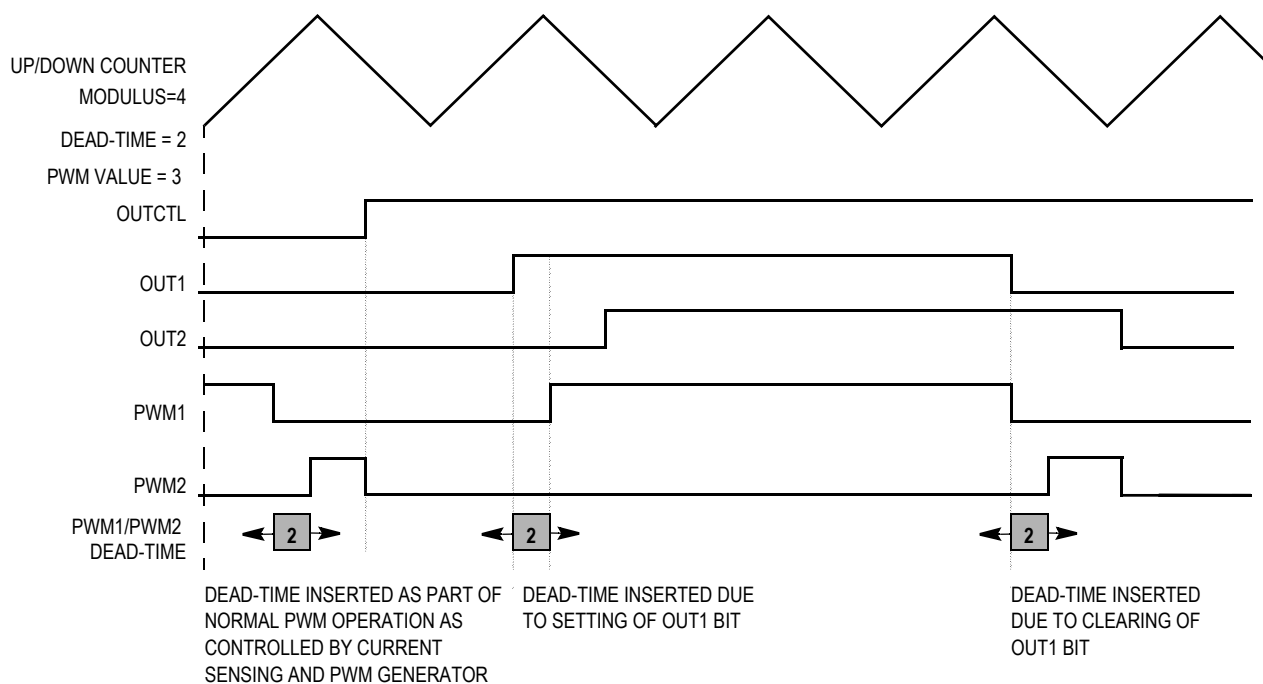 UP/DOWN COUNTER
MODULUS=4
DEAD-TIME = 2
PWM VALUE = 3
OUTCTL
OUT1
OUT2
PWM1
PWM2
PWM1/PWM2
DEAD-TIME
2
2
2
DEAD-TIME INSERTED AS PART OF
NORMAL PWM OPERATION AS
CONTROLLED BY CURRENT
SENSING AND PWM GENERATOR
DEAD-TIME INSERTED DUE
TO SETTING OF OUT1 BIT
DEAD-TIME INSERTED
DUE TO CLEARING OF
OUT1 BIT